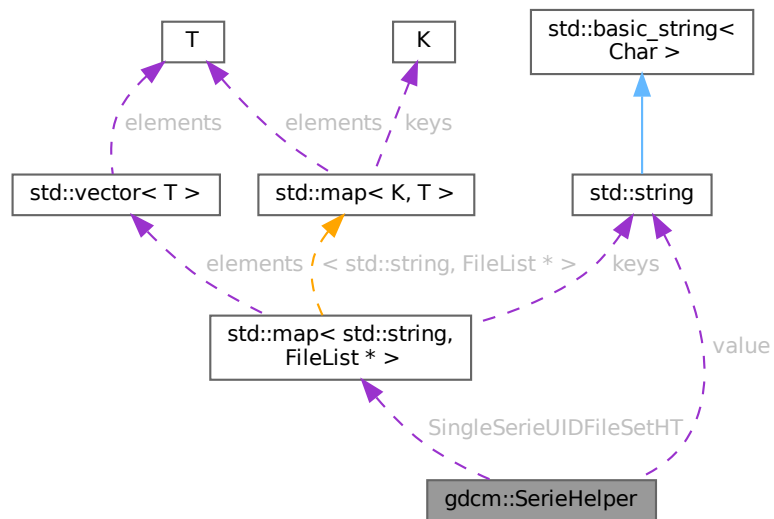 T
K
std::basic_string<
Char >
elements
elements
keys
std::vector< T >
std::map< K, T >
std::string
elements
< std::string, FileList * >
keys
std::map< std::string,
FileList * >
value
SingleSerieUIDFileSetHT
gdcm::SerieHelper